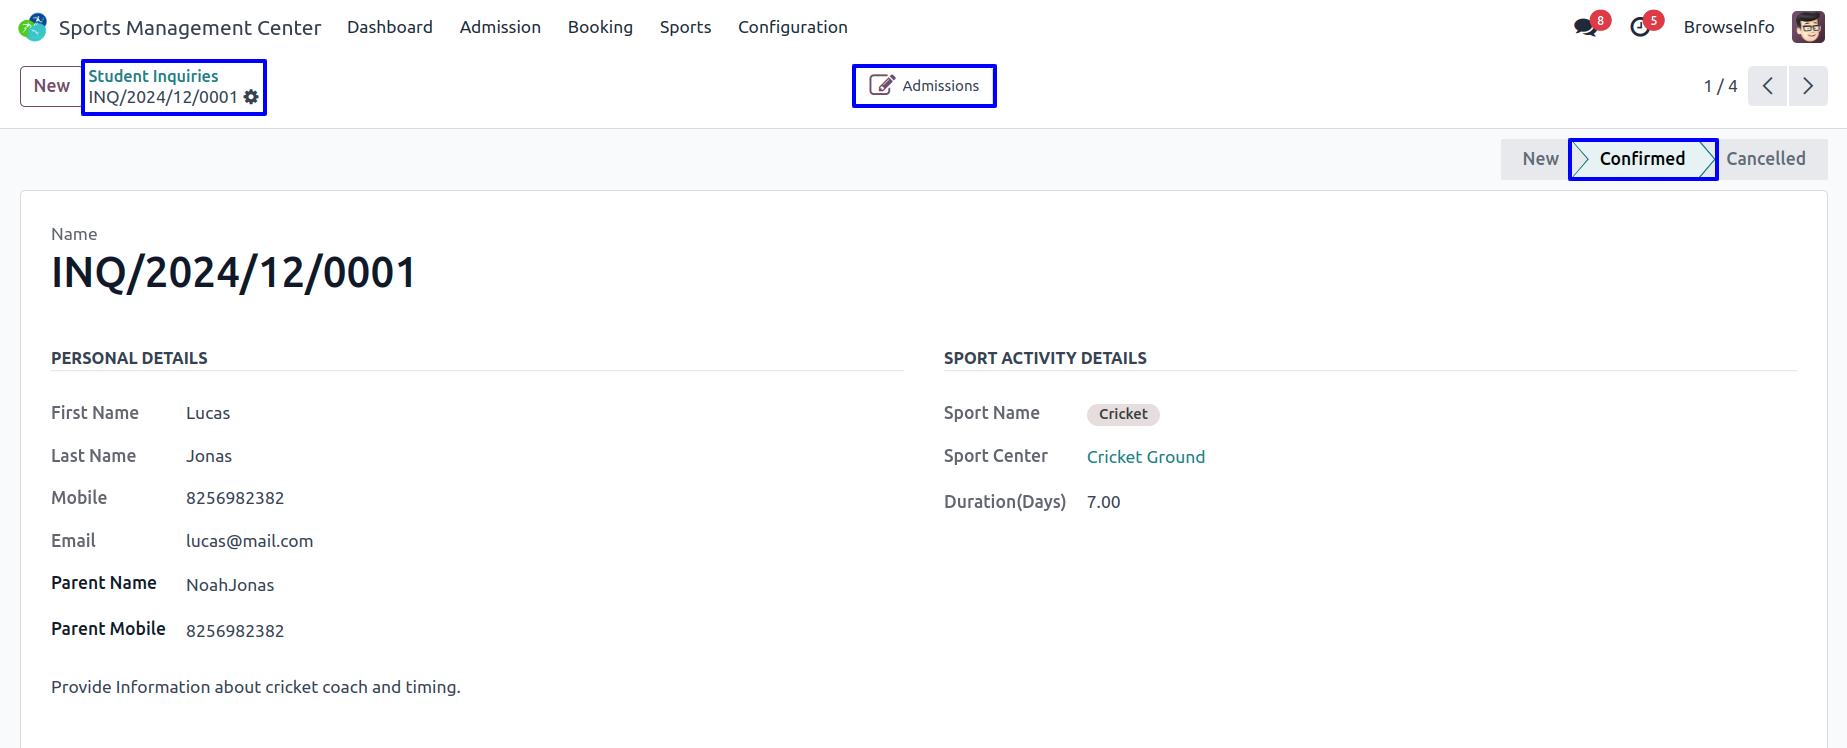 Sports Management Center Dashboard Admission Booking Sports Configuration 8 5 BrowseInfo
New Student Inquiries Admissions 1 / 4
INQ/2024/12/0001
New Confirmed Cancelled
Name
INQ/2024/12/0001
PERSONAL DETAILS
First Name Lucas
Last Name Jonas
Mobile 8256982382
Email lucas@mail.com
Parent Name NoahJonas
Parent Mobile 8256982382
Provide Information about cricket coach and timing.
SPORT ACTIVITY DETAILS
Sport Name Cricket
Sport Center Cricket Ground
Duration(Days) 7.00